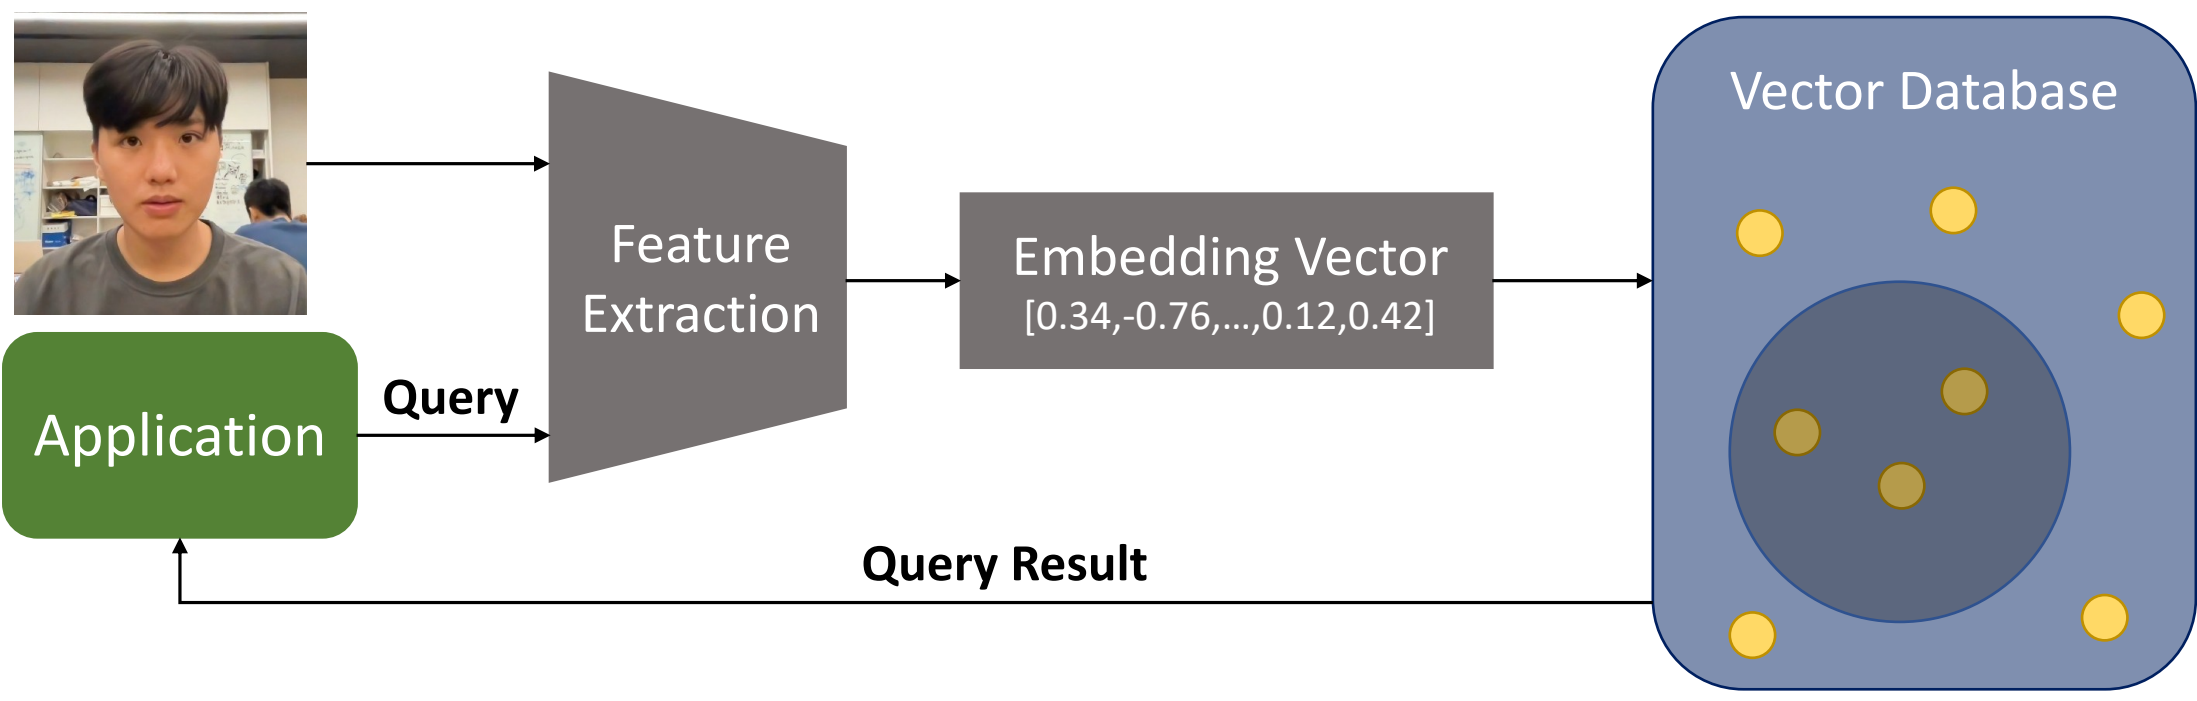 Vector Database
Feature
Extraction
Embedding Vector
[0.34,-0.76,...,0.12,0.42]
Application
Query
Query Result